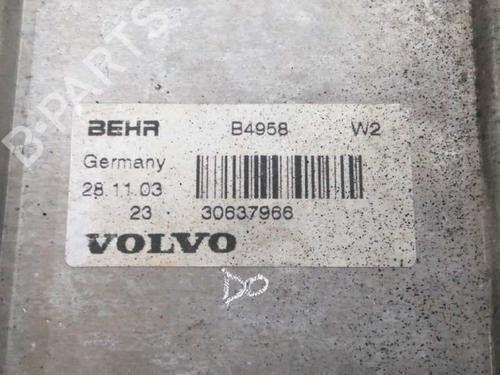 B-PARTS
BEHR B4958 W2
Germany
28.11.03
23 30637966
VOLVO
DO